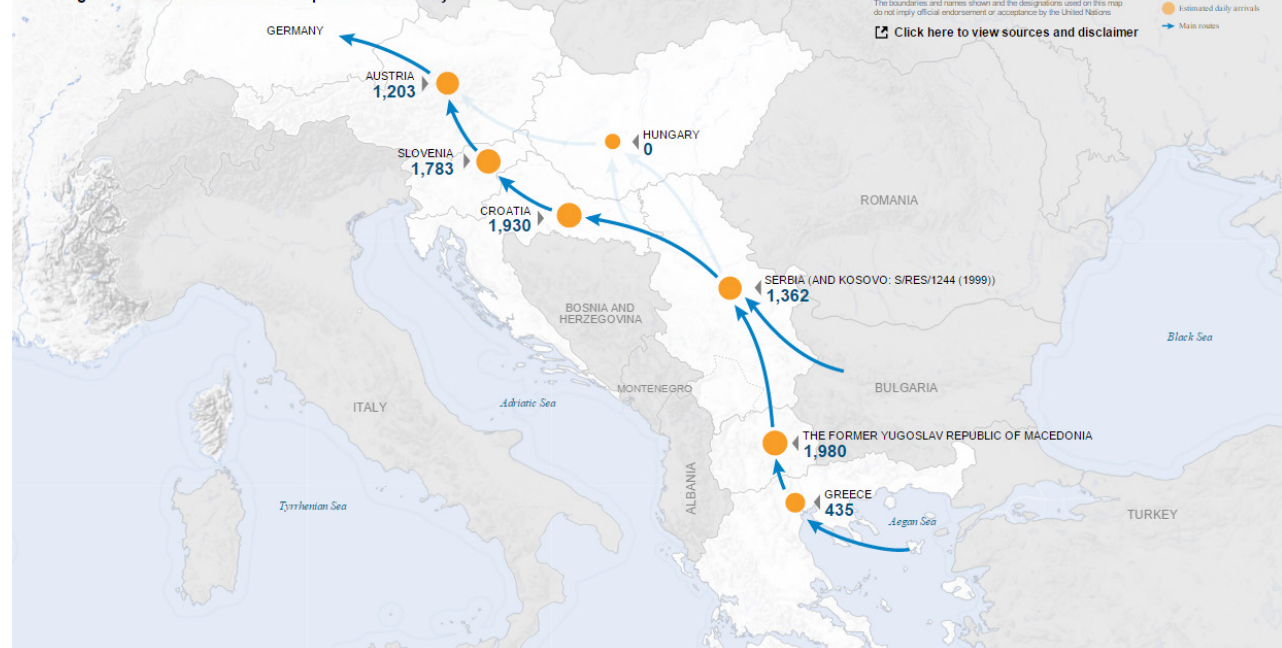 The boundaries and names shown and the designations used on this map
do not imply official endorsement or acceptance by the United Nations
Click here to view sources and disclaimer
Estimated daily arrivals
Main routes
GERMANY
AUSTRIA
1,203
HUNGARY
0
SLOVENIA
1,783
ROMANIA
CROATIA
1,930
SERBIA (AND KOSOVO: S/RES/1244 (1999))
1,362
BOSNIA AND
HERZEGOVINA
Black Sea
MONTENEGRO
BULGARIA
ITALY
Adriatic Sea
THE FORMER YUGOSLAV REPUBLIC OF MACEDONIA
1,980
ALBANIA
GREECE
435
Tyrrhenian Sea
Aegan Sea
TURKEY